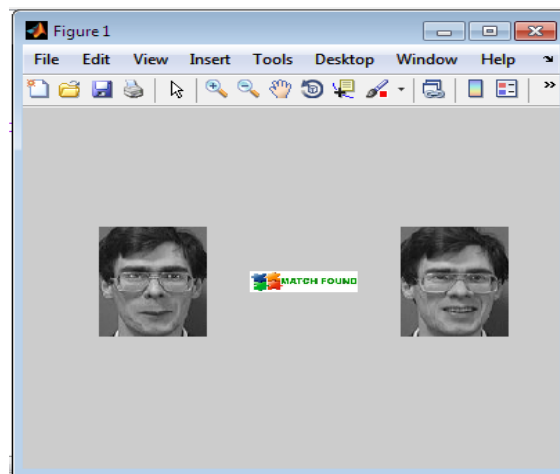 Figure 1
File Edit View Insert Tools Desktop Window Help
MATCH FOUND